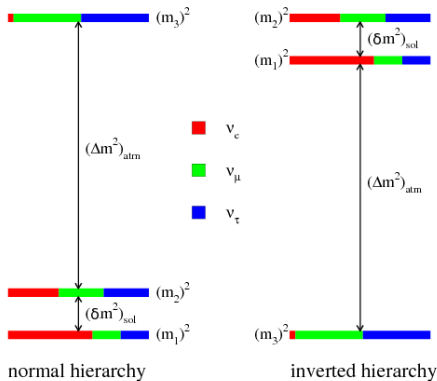 (m₃)²
(Δm²)atm
(m₂)²
(δm²)sol
(m₁)²
normal hierarchy
νe
νμ
ντ
(m₂)²
(δm²)sol
(m₁)²
(Δm²)atm
(m₃)²
inverted hierarchy